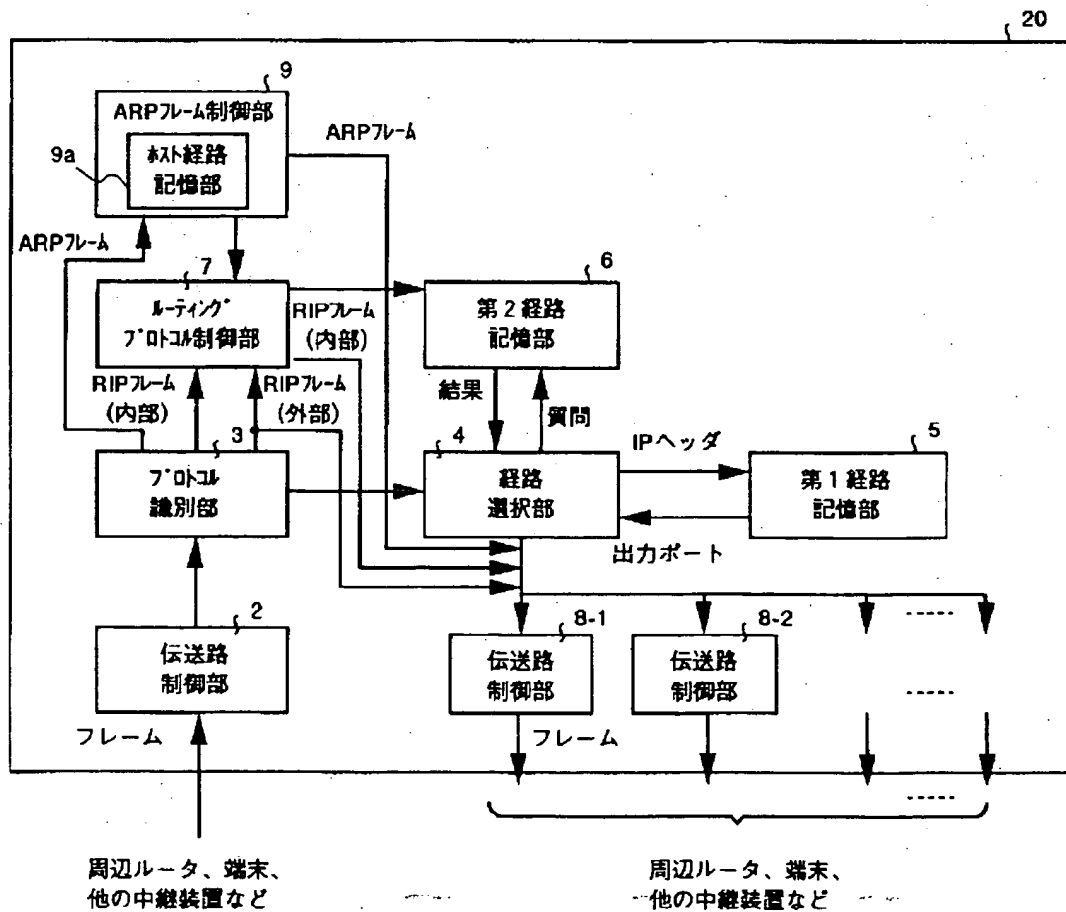 20
9
ARPﾌﾚｰﾑ制御部
9a
ﾎｽﾄ経路
記憶部
ARPﾌﾚｰﾑ
ARPﾌﾚｰﾑ
7
ﾙｰﾃｨﾝｸﾞ
ﾌﾟﾛﾄｺﾙ制御部
RIPﾌﾚｰﾑ
(内部)
6
第２経路
記憶部
RIPﾌﾚｰﾑ
(内部)
RIPﾌﾚｰﾑ
(外部)
結果
質問
3
ﾌﾟﾛﾄｺﾙ
識別部
4
経路
選択部
IPヘッダ
5
第１経路
記憶部
出力ポート
2
伝送路
制御部
8-1
伝送路
制御部
8-2
伝送路
制御部
フレーム
フレーム
周辺ルータ、端末、
他の中継装置など
周辺ルータ、端末、
他の中継装置など